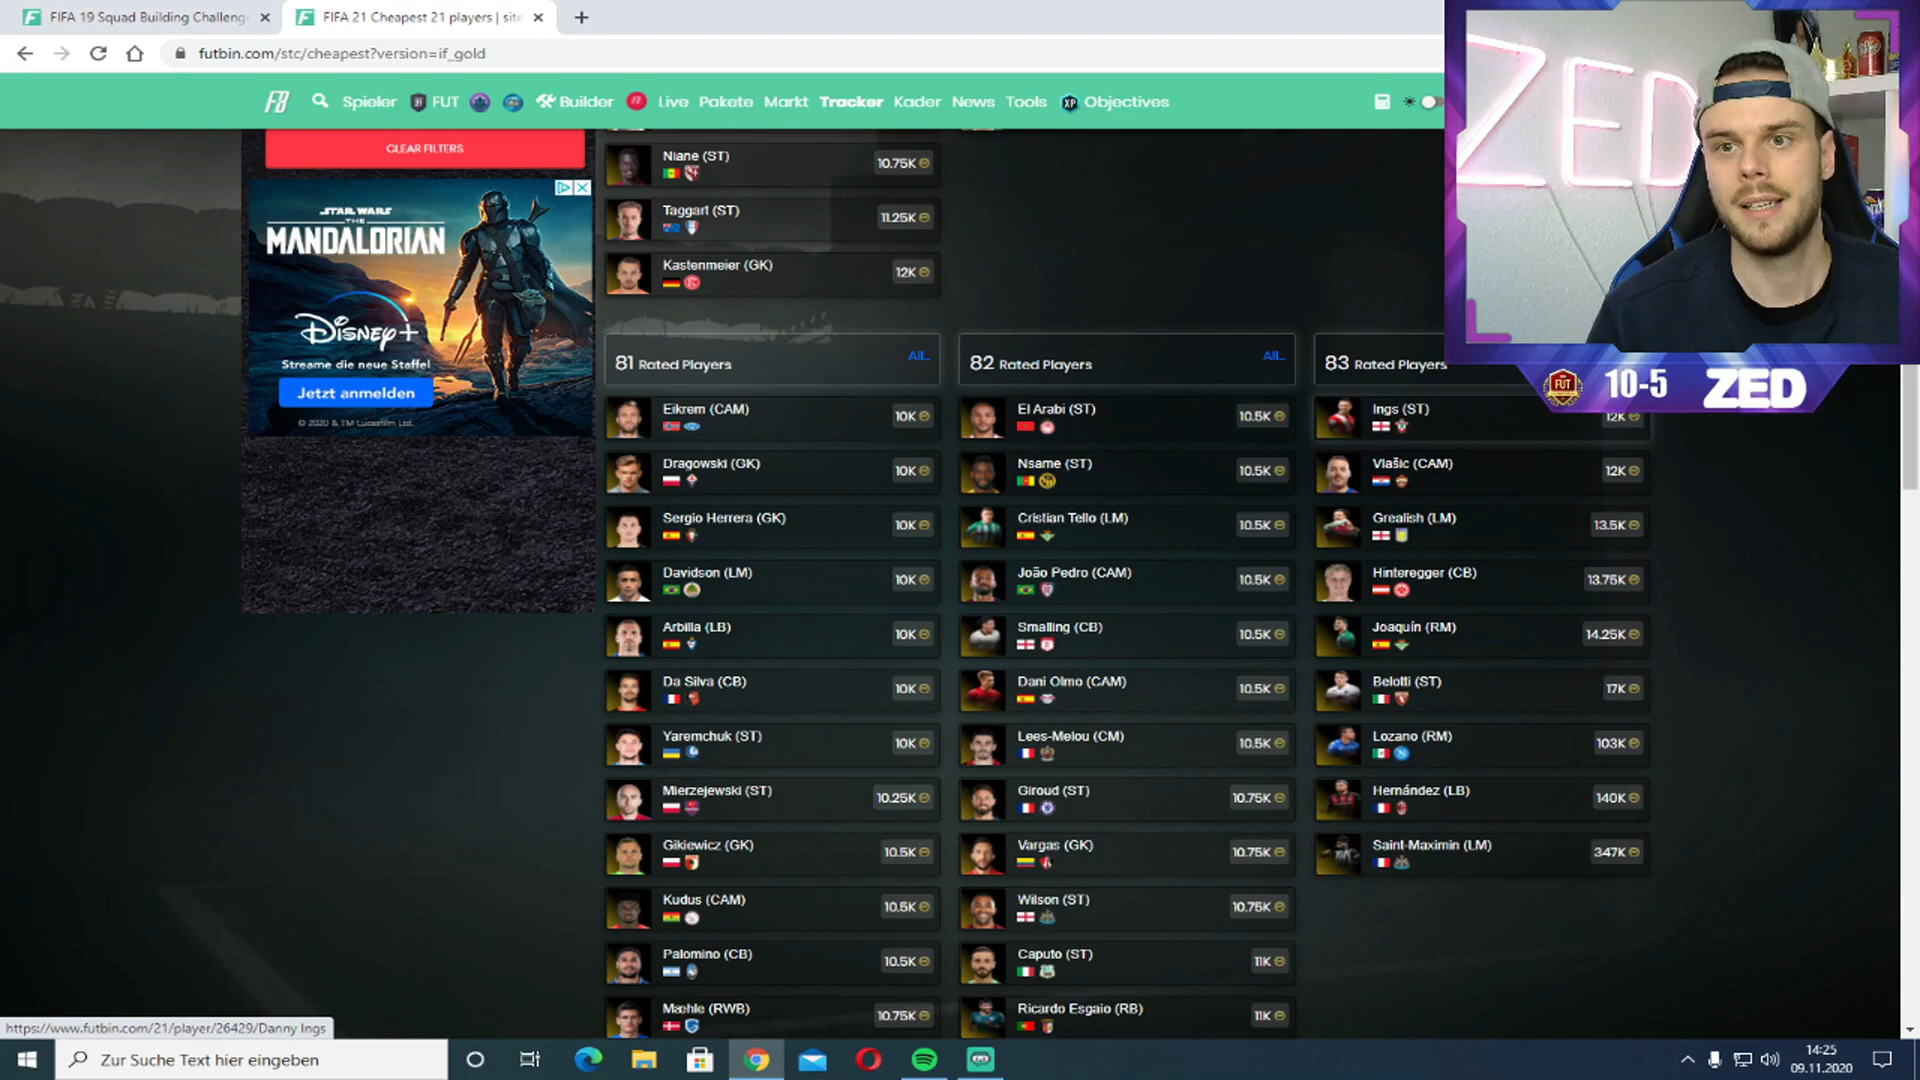 FIFA 19 Squad Building Challeng
FIFA 21 Cheapest 21 players | site
futbin.com/stc/cheapest?version=if_gold
FB Spieler FUT Builder Live Pakete Markt Tracker Kader News Tools XP Objectives
CLEAR FILTERS
STAR WARS
THE
MANDALORIAN
Disney+
Streame die neue Staffel
Jetzt anmelden
© 2020 & TM Lucasfilm Ltd.
Niane (ST) 10.75K
Taggart (ST) 11.25K
Kastenmeier (GK) 12K
81 Rated Players All..
Eikrem (CAM) 10K
Dragowski (GK) 10K
Sergio Herrera (GK) 10K
Davidson (LM) 10K
Arbilla (LB) 10K
Da Silva (CB) 10K
Yaremchuk (ST) 10K
Mierzejewski (ST) 10.25K
Gikiewicz (GK) 10.5K
Kudus (CAM) 10.5K
Palomino (CB) 10.5K
Mæhle (RWB) 10.75K
82 Rated Players All..
El Arabi (ST) 10.5K
Nsame (ST) 10.5K
Cristian Tello (LM) 10.5K
João Pedro (CAM) 10.5K
Smalling (CB) 10.5K
Dani Olmo (CAM) 10.5K
Lees-Melou (CM) 10.5K
Giroud (ST) 10.75K
Vargas (GK) 10.75K
Wilson (ST) 10.75K
Caputo (ST) 11K
Ricardo Esgaio (RB) 11K
83 Rated Players
Ings (ST) 12K
Vlašic (CAM) 12K
Grealish (LM) 13.5K
Hinteregger (CB) 13.75K
Joaquín (RM) 14.25K
Belotti (ST) 17K
Lozano (RM) 103K
Hernández (LB) 140K
Saint-Maximin (LM) 347K
ZED
FUT 10-5 ZED
https://www.futbin.com/21/player/26429/Danny Ings
Zur Suche Text hier eingeben
14:25
09.11.2020